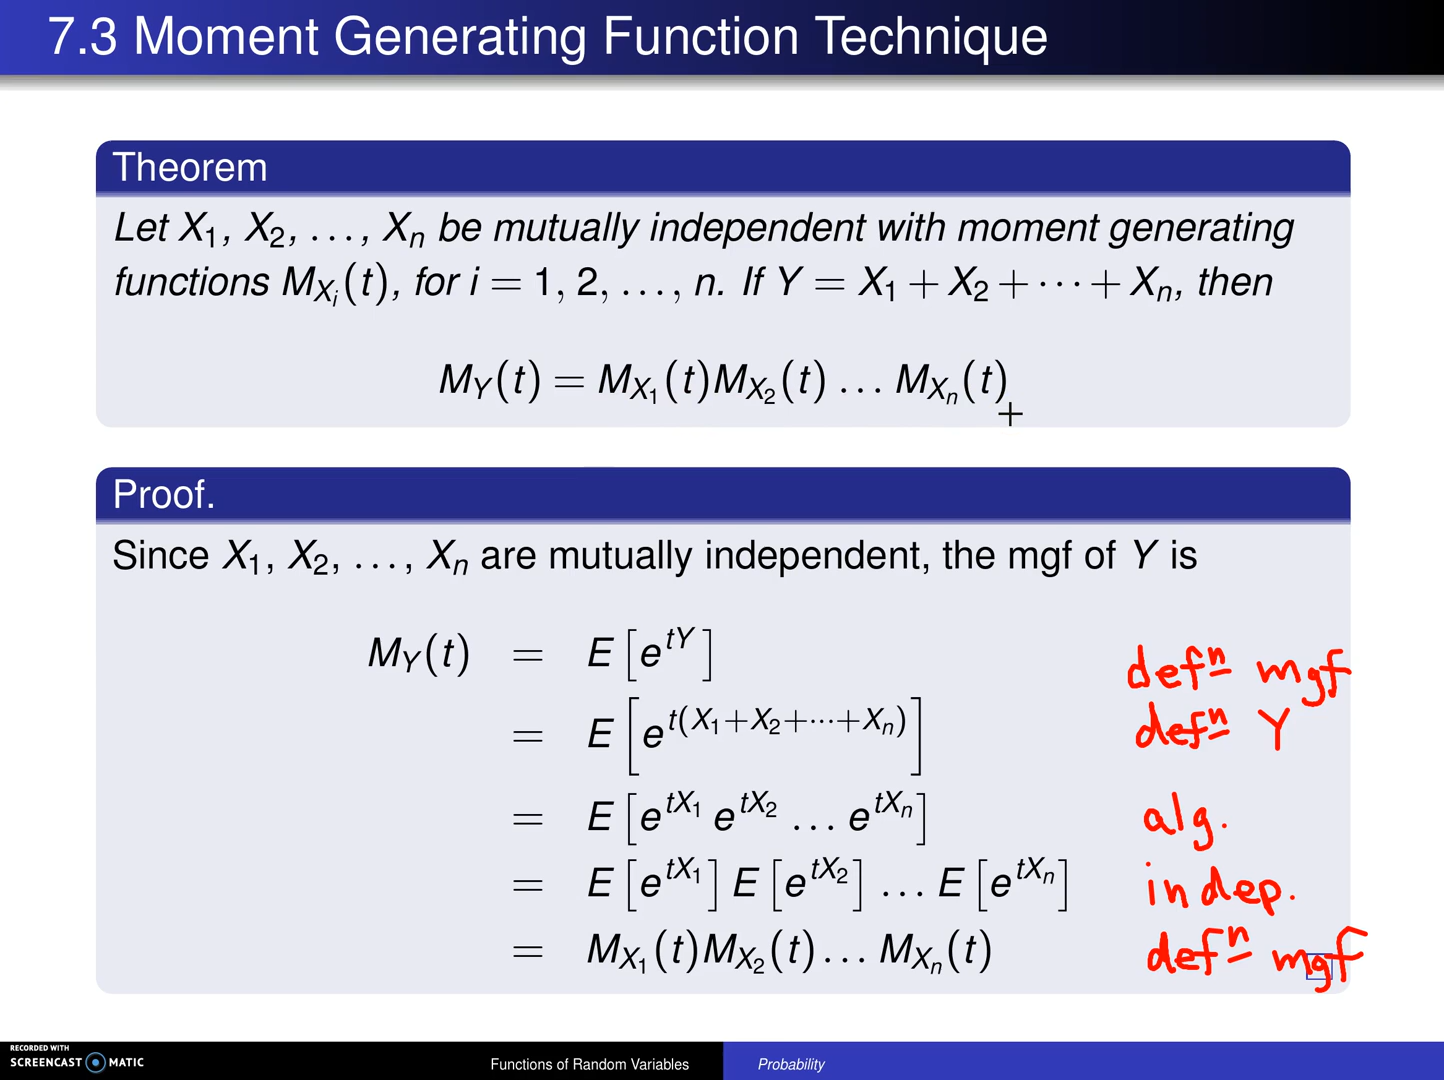 7.3 Moment Generating Function Technique
Theorem
Let X₁, X₂, . . . , Xₙ be mutually independent with moment generating
functions M_{X_i}(t), for i = 1, 2, . . . , n. If Y = X₁ + X₂ + · · · + Xₙ, then
M_Y(t) = M_{X₁}(t)M_{X₂}(t) . . . M_{Xₙ}(t)
Proof.
Since X₁, X₂, . . . , Xₙ are mutually independent, the mgf of Y is
M_Y(t) = E[e^{tY}] defⁿ mgf
= E[e^{t(X₁+X₂+···+Xₙ)}] defⁿ Y
= E[e^{tX₁} e^{tX₂} . . . e^{tXₙ}] alg.
= E[e^{tX₁}] E[e^{tX₂}] . . . E[e^{tXₙ}] indep.
= M_{X₁}(t)M_{X₂}(t) . . . M_{Xₙ}(t) defⁿ mgf
RECORDED WITH
SCREENCAST MATIC
Functions of Random Variables Probability